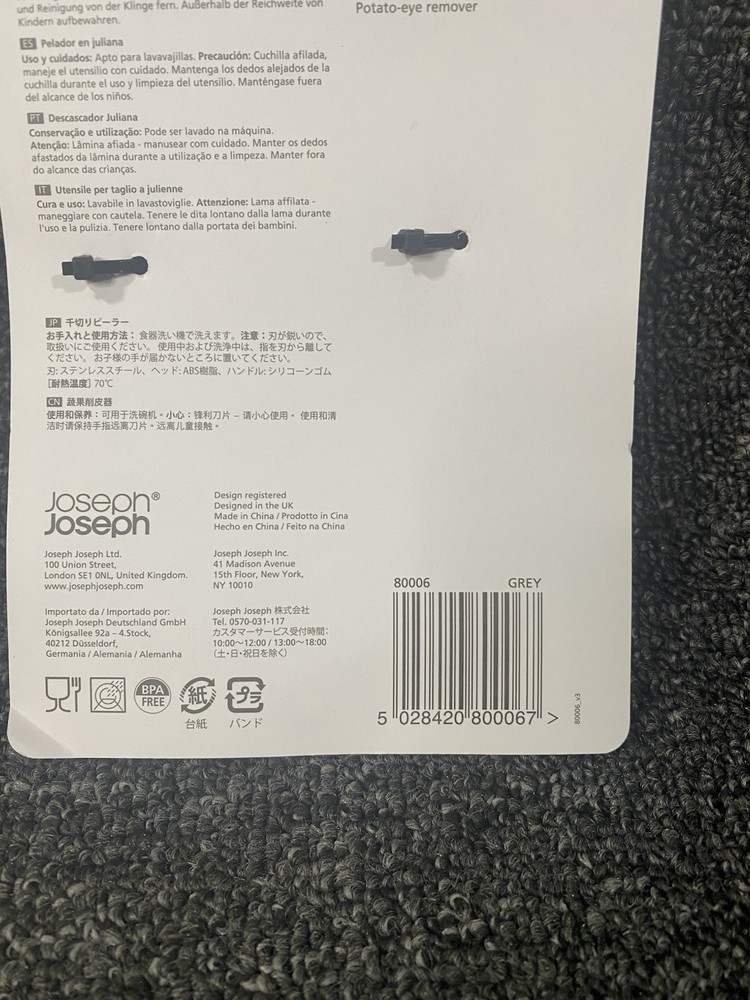 und Reinigung von der Klinge fern. Außerhalb der Reichweite von
Kindern aufbewahren.
Potato-eye remover
ES Pelador en juliana
Uso y cuidados: Apto para lavavajillas. Precaución: Cuchilla afilada,
maneje el utensilio con cuidado. Mantenga los dedos alejados de la
cuchilla durante el uso y limpieza del utensilio. Manténgase fuera
del alcance de los niños.
PT Descascador Juliana
Conservação e utilização: Pode ser lavado na máquina.
Atenção: Lâmina afiada - manusear com cuidado. Manter os dedos
afastados da lâmina durante a utilização e a limpeza. Manter fora
do alcance das crianças.
IT Utensile per taglio a julienne
Cura e uso: Lavabile in lavastoviglie. Attenzione: Lama affilata -
maneggiare con cautela. Tenere le dita lontano dalla lama durante
l'uso e la pulizia. Tenere lontano dalla portata dei bambini.
JP 千切りピーラー
お手入れと使用方法：食器洗い機で洗えます。注意：刃が鋭いので、
取扱いにご使用ください。使用中および洗浄中は、指を刃から離して
ください。お子様の手が届かないところに置いてください。
刃: ステンレススチール、ヘッド: ABS樹脂、ハンドル: シリコーンゴム
[耐熱温度] 70℃
CN 蔬果削皮器
使用和保养：可用于洗碗机。小心：锋利刀片 – 请小心使用。使用和清
洁时请保持手指远离刀片。远离儿童接触。
Joseph®
Joseph
Design registered
Designed in the UK
Made in China / Prodotto in Cina
Hecho en China / Feito na China
Joseph Joseph Ltd.
100 Union Street,
London SE1 0NL, United Kingdom.
www.josephjoseph.com
Joseph Joseph Inc.
41 Madison Avenue
15th Floor, New York,
NY 10010
Importato da / Importado por:
Joseph Joseph Deutschland GmbH
Königsallee 92a – 4.Stock,
40212 Düsseldorf,
Germania / Alemania / Alemanha
Joseph Joseph 株式会社
Tel. 0570-031-117
カスタマーサービス受付時間:
10:00～12:00 / 13:00～18:00
（土・日・祝日を除く）
BPA
FREE
紙
台紙
プラ
バンド
80006 GREY
5 028420 800067 >
80006_v3